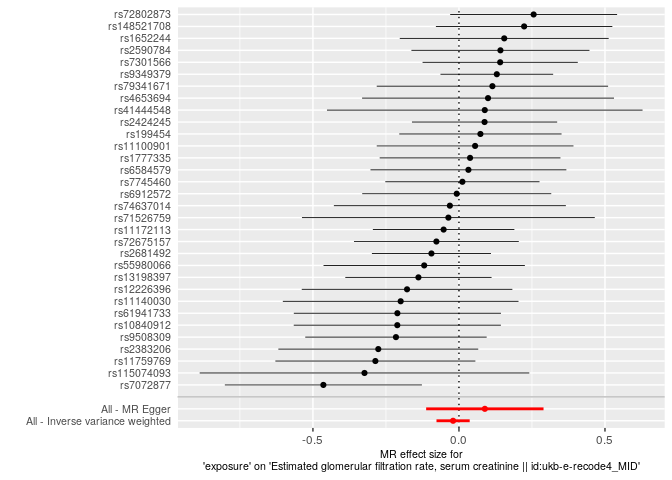 rs72802873
rs148521708
rs1652244
rs2590784
rs7301566
rs9349379
rs79341671
rs4653694
rs41444548
rs2424245
rs199454
rs11100901
rs1777335
rs6584579
rs7745460
rs6912572
rs74637014
rs71526759
rs11172113
rs72675157
rs2681492
rs55980066
rs13198397
rs12226396
rs11140030
rs61941733
rs10840912
rs9508309
rs2383206
rs11759769
rs115074093
rs7072877
All - MR Egger
All - Inverse variance weighted
-0.5 0.0 0.5
MR effect size for
'exposure' on 'Estimated glomerular filtration rate, serum creatinine || id:ukb-e-recode4_MID'